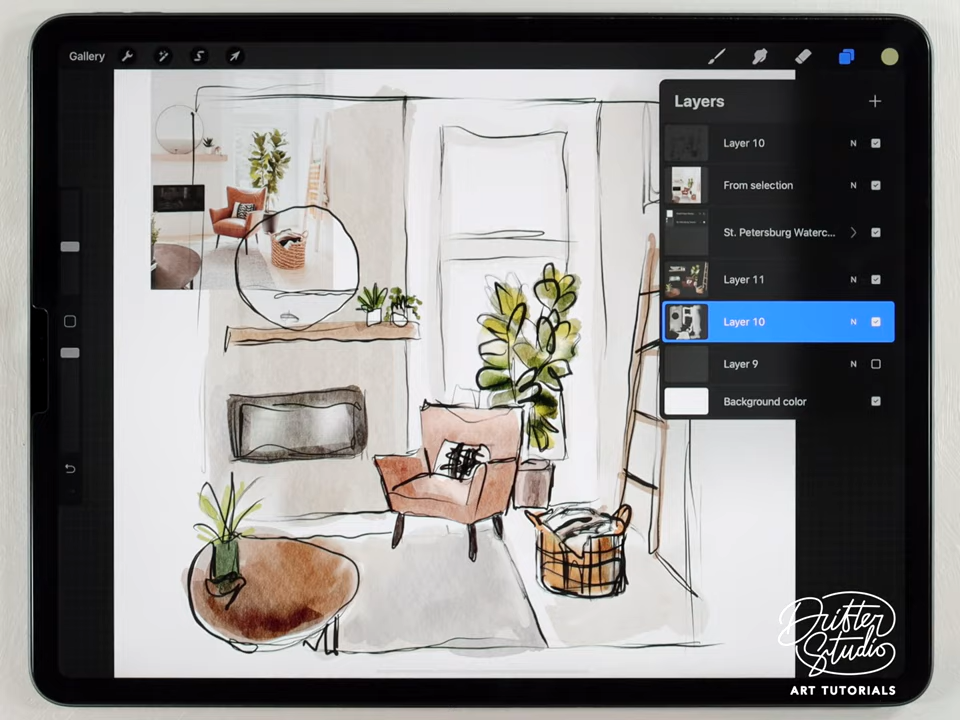 Gallery
Layers
Layer 10
N
From selection
N
St. Petersburg Waterc...
Layer 11
N
Layer 10
N
Layer 9
N
Background color
Drifter
Studio
ART TUTORIALS